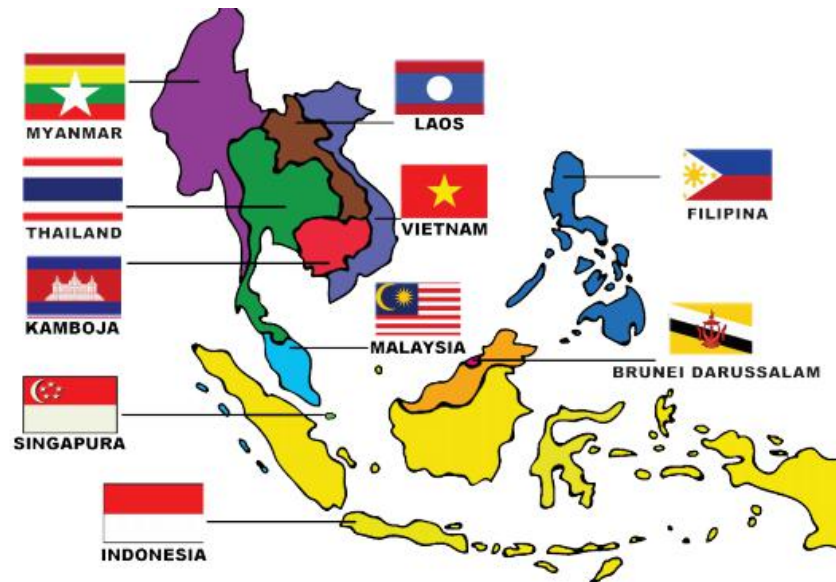 MYANMAR
LAOS
THAILAND
VIETNAM
FILIPINA
KAMBOJA
MALAYSIA
BRUNEI DARUSSALAM
SINGAPURA
INDONESIA